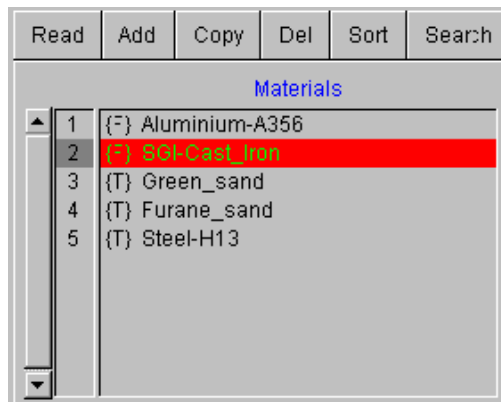 Read Add Copy Del Sort Search
Materials
1 {F} Aluminium-A356
2 {F} SGI-Cast_Iron
3 {T} Green_sand
4 {T} Furane_sand
5 {T} Steel-H13